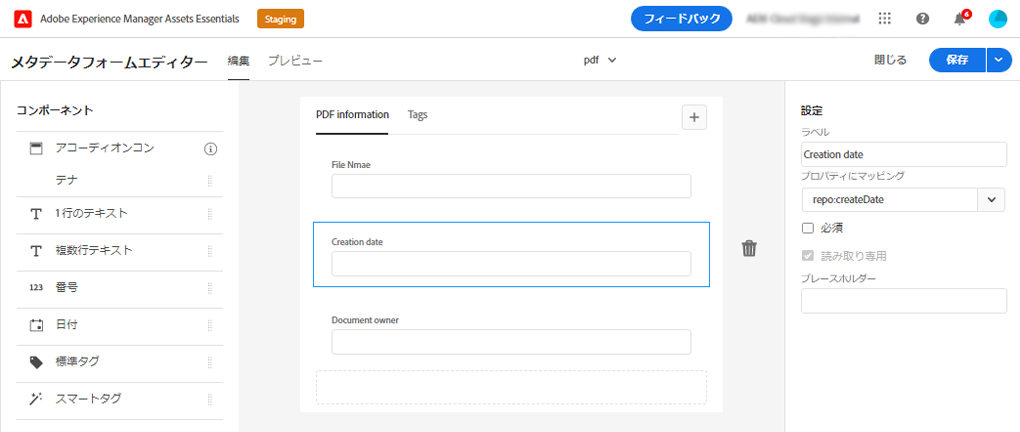 Adobe Experience Manager Assets Essentials
Staging
フィードバック
6
メタデータフォームエディター
編集
プレビュー
pdf
閉じる
保存
コンポーネント
アコーディオンコン
テナ
1行のテキスト
複数行テキスト
123 番号
日付
標準タグ
スマートタグ
PDF information
Tags
File Nmae
Creation date
Document owner
設定
ラベル
Creation date
プロパティにマッピング
repo:createDate
必須
読み取り専用
プレースホルダー